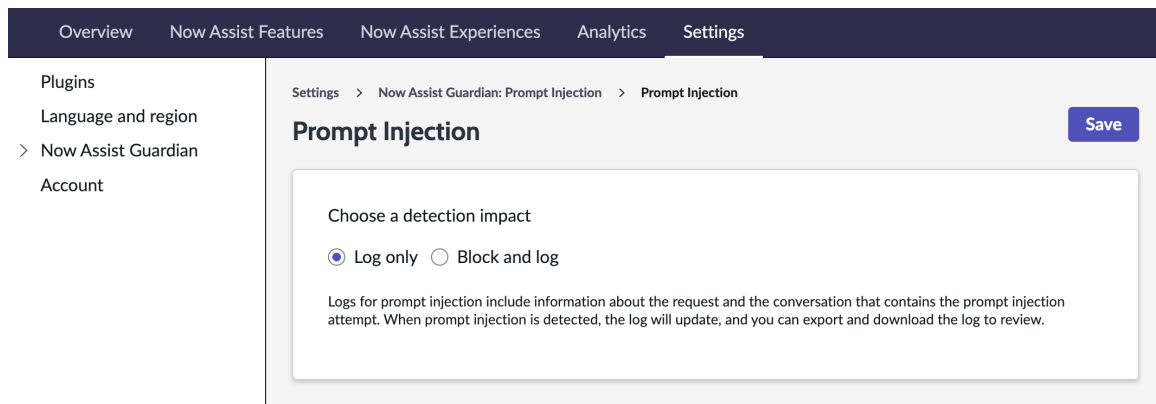 Overview Now Assist Features Now Assist Experiences Analytics Settings
Plugins
Language and region
Now Assist Guardian
Account
Settings > Now Assist Guardian: Prompt Injection > Prompt Injection
Prompt Injection
Save
Choose a detection impact
Log only Block and log
Logs for prompt injection include information about the request and the conversation that contains the prompt injection
attempt. When prompt injection is detected, the log will update, and you can export and download the log to review.